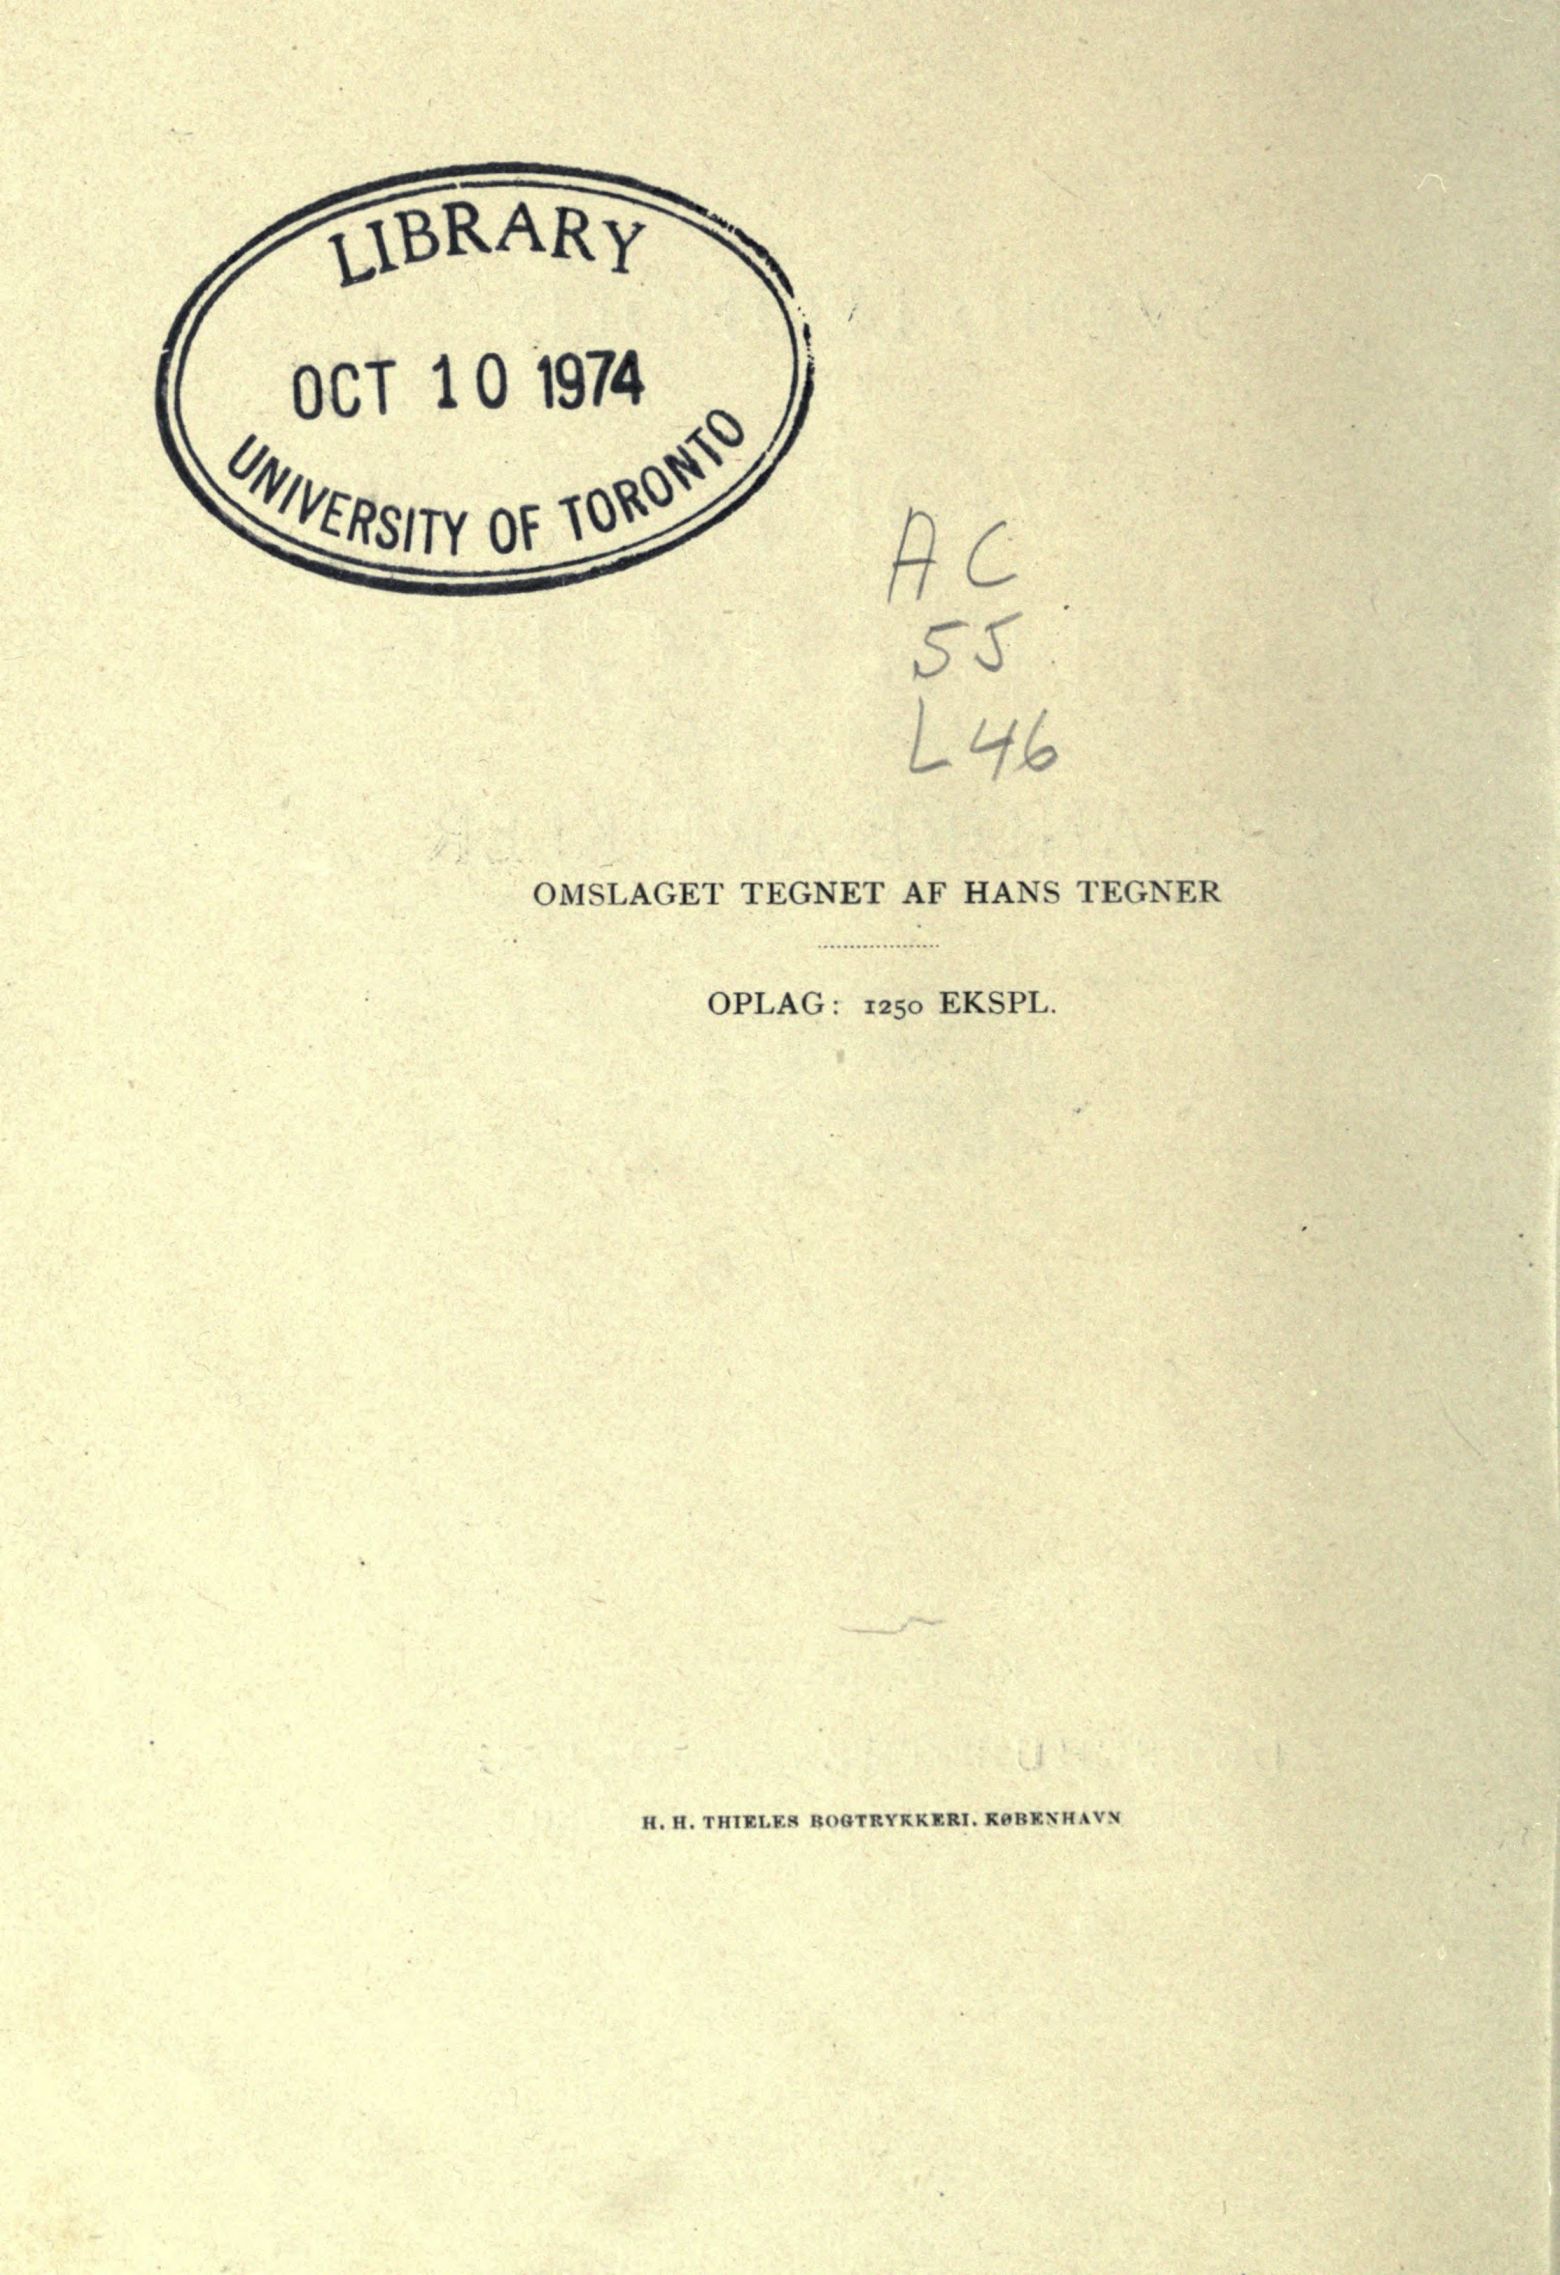 LIBRARY
OCT 10 1974
UNIVERSITY OF TORONTO
AC
55
L46
OMSLAGET TEGNET AF HANS TEGNER
OPLAG: 1250 EKSPL.
H. H. THIELES BOGTRYKKERI. KØBENHAVN